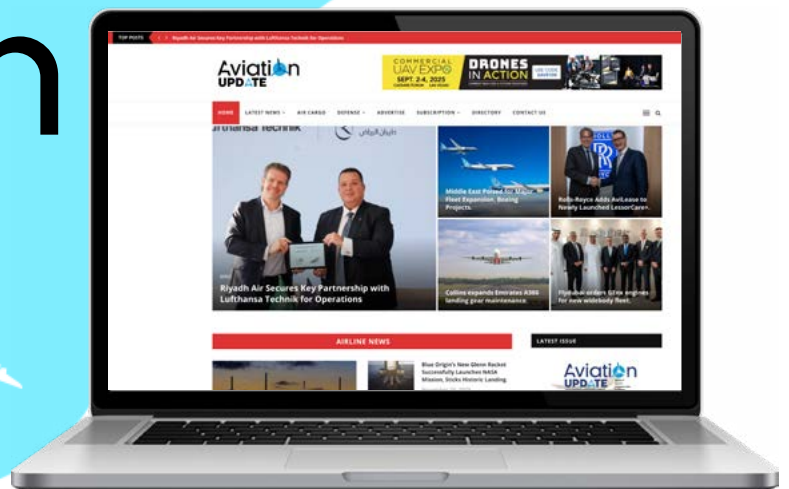 n
TOP POSTS
Riyadh Air Secures Key Partnership with Lufthansa Technik for Operations
Aviation
UPDATE
COMMERCIAL
UAV EXPO
SEPT. 2-4, 2025
DRONES
IN ACTION
HOME LATEST NEWS AIR CARGO DEFENSE ADVERTISE SUBSCRIPTION DIRECTORY CONTACT US
Lufthansa Technik
طيران الرياض
Riyadh Air Secures Key Partnership with
Lufthansa Technik for Operations
Middle East Poised for Major
Fleet Expansion, Boeing
Projects.
Rolls-Royce Adds AviLease to
Newly Launched LessorCare+.
Collins expands Emirates A380
landing gear maintenance.
Flydubai orders GEnx engines
for new widebody fleet.
AIRLINE NEWS
LATEST ISSUE
Blue Origin's New Glenn Rocket
Successfully Launches NASA
Mission, Sticks Historic Landing
Aviation
UPDATE